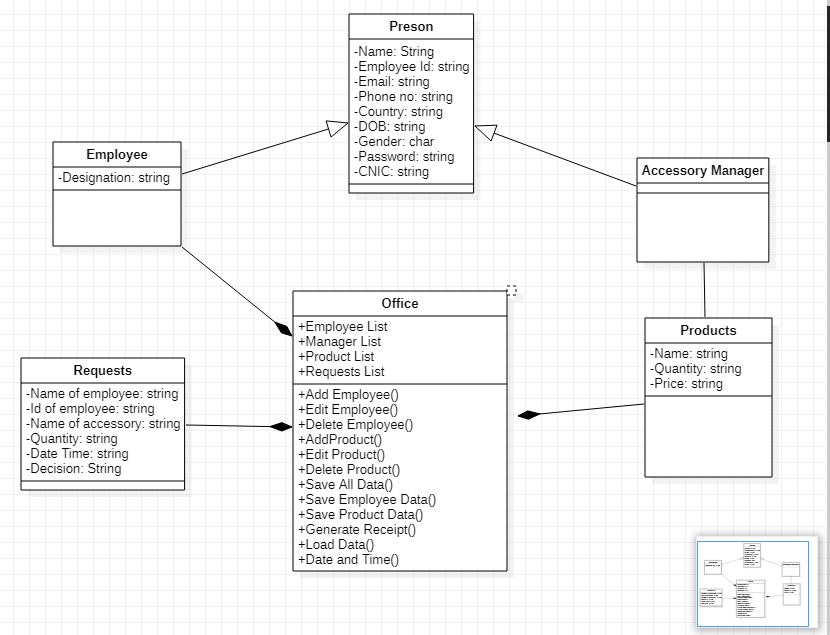 Preson
-Name: String
-Employee Id: string
-Email: string
-Phone no: string
-Country: string
-DOB: string
-Gender: char
-Password: string
-CNIC: string
Employee
-Designation: string
Accessory Manager
Office
+Employee List
+Manager List
+Product List
+Requests List
+Add Employee()
+Edit Employee()
+Delete Employee()
+AddProduct()
+Edit Product()
+Delete Product()
+Save All Data()
+Save Employee Data()
+Save Product Data()
+Generate Receipt()
+Load Data()
+Date and Time()
Products
-Name: string
-Quantity: string
-Price: string
Requests
-Name of employee: string
-Id of employee: string
-Name of accessory: string
-Quantity: string
-Date Time: string
-Decision: String